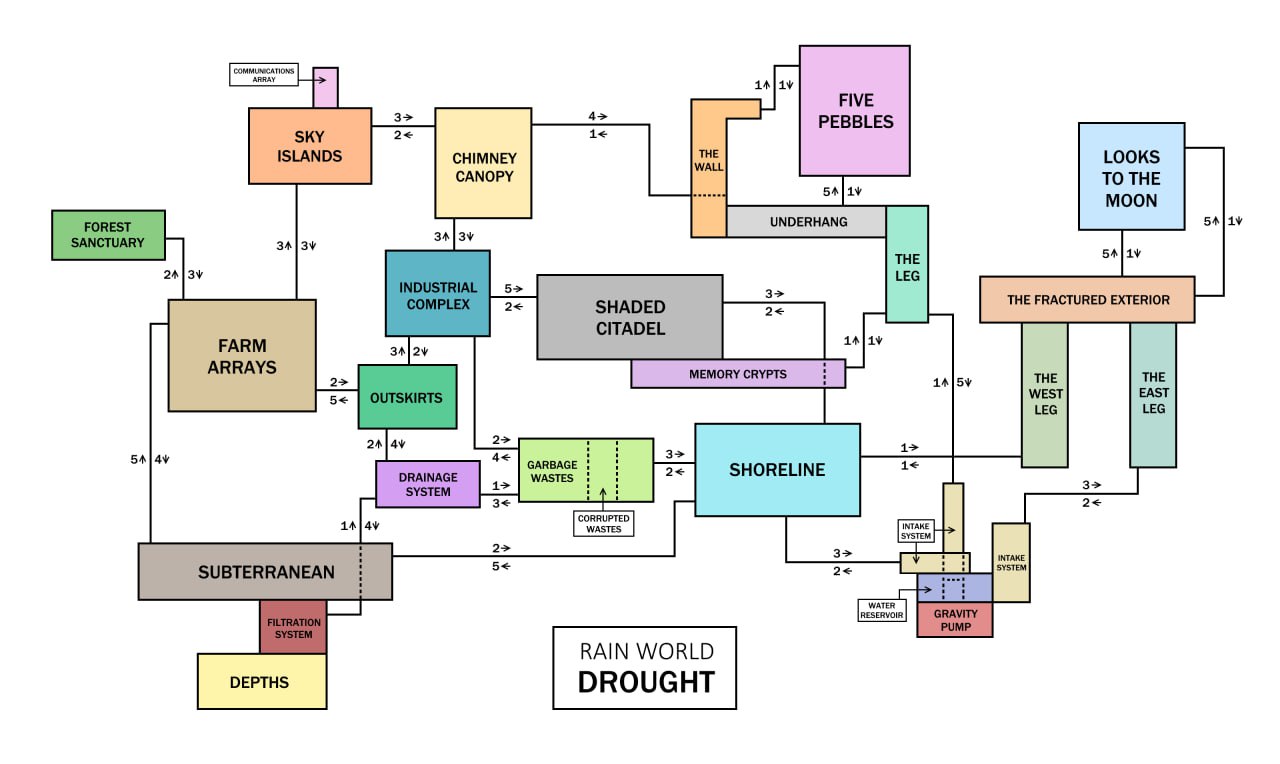 COMMUNICATIONS
ARRAY
SKY
ISLANDS
3→
2←
CHIMNEY
CANOPY
4→
1←
THE
WALL
1↑ 1↓
FIVE
PEBBLES
5↑ 1↓
UNDERHANG
THE
LEG
LOOKS
TO THE
MOON
5↑ 1↓
5↑ 1↓
THE FRACTURED EXTERIOR
THE
WEST
LEG
THE
EAST
LEG
FOREST
SANCTUARY
2↑ 3↓
3↑ 3↓
3↑ 3↓
INDUSTRIAL
COMPLEX
5→
2←
SHADED
CITADEL
3→
2←
1↑ 1↓
MEMORY CRYPTS
1↑ 5↓
FARM
ARRAYS
2→
5←
3↑ 2↓
OUTSKIRTS
2↑ 4↓
5↑ 4↓
DRAINAGE
SYSTEM
2→
4←
1→
3←
GARBAGE
WASTES
CORRUPTED
WASTES
3→
2←
SHORELINE
1→
1←
3→
2←
1↑ 4↓
SUBTERRANEAN
2→
5←
3→
2←
INTAKE
SYSTEM
INTAKE
SYSTEM
WATER
RESERVOIR
GRAVITY
PUMP
FILTRATION
SYSTEM
DEPTHS
RAIN WORLD
DROUGHT